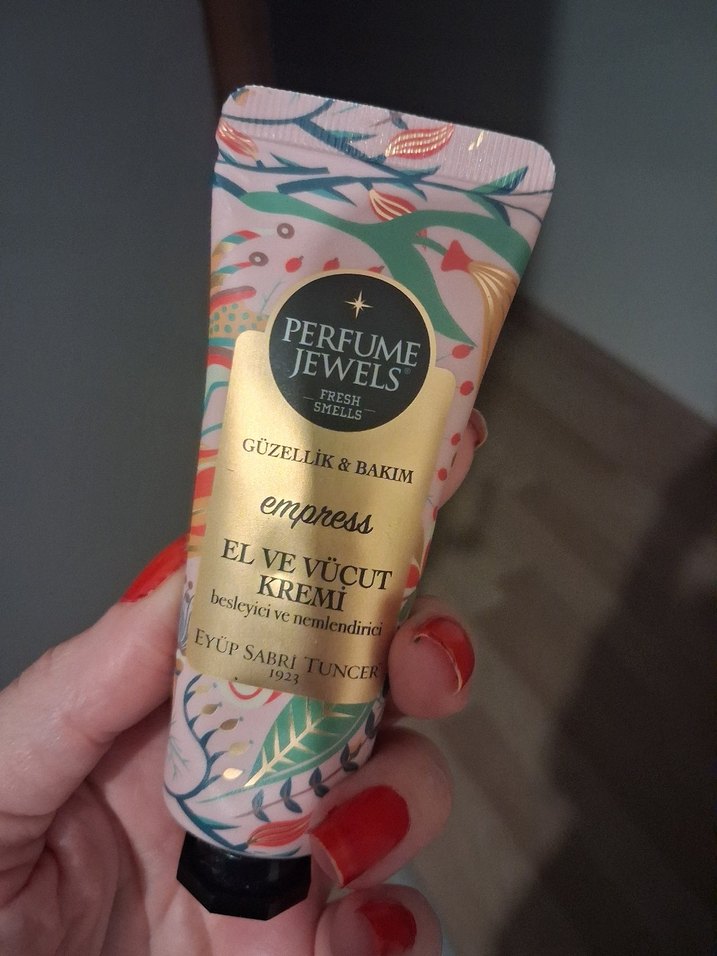 PERFUME
JEWELS®
FRESH
SMELLS
GÜZELLİK & BAKIM
empress
EL VE VÜCUT
KREMİ
besleyici ve nemlendirici
EYÜP SABRİ TUNCER
1923